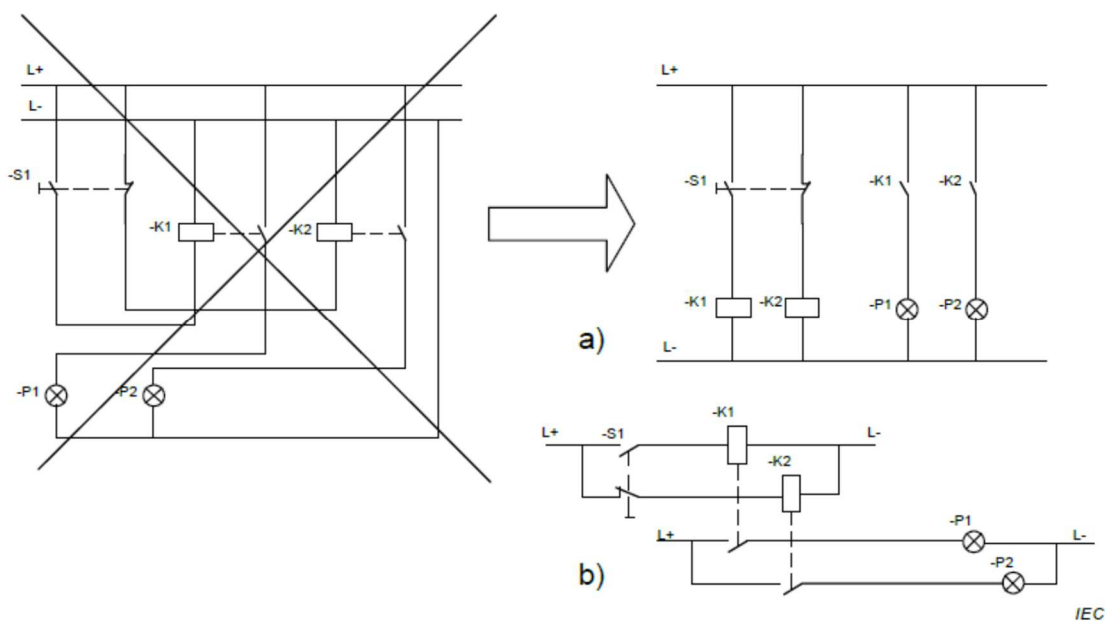 L+
L-
-S1
-K1
-K2
-P1
-P2
L+
-S1
-K1
-K2
-K1
-K2
-P1
-P2
L-
a)
L+
-S1
-K1
L-
-K2
L+
-P1
L-
-P2
b)
IEC